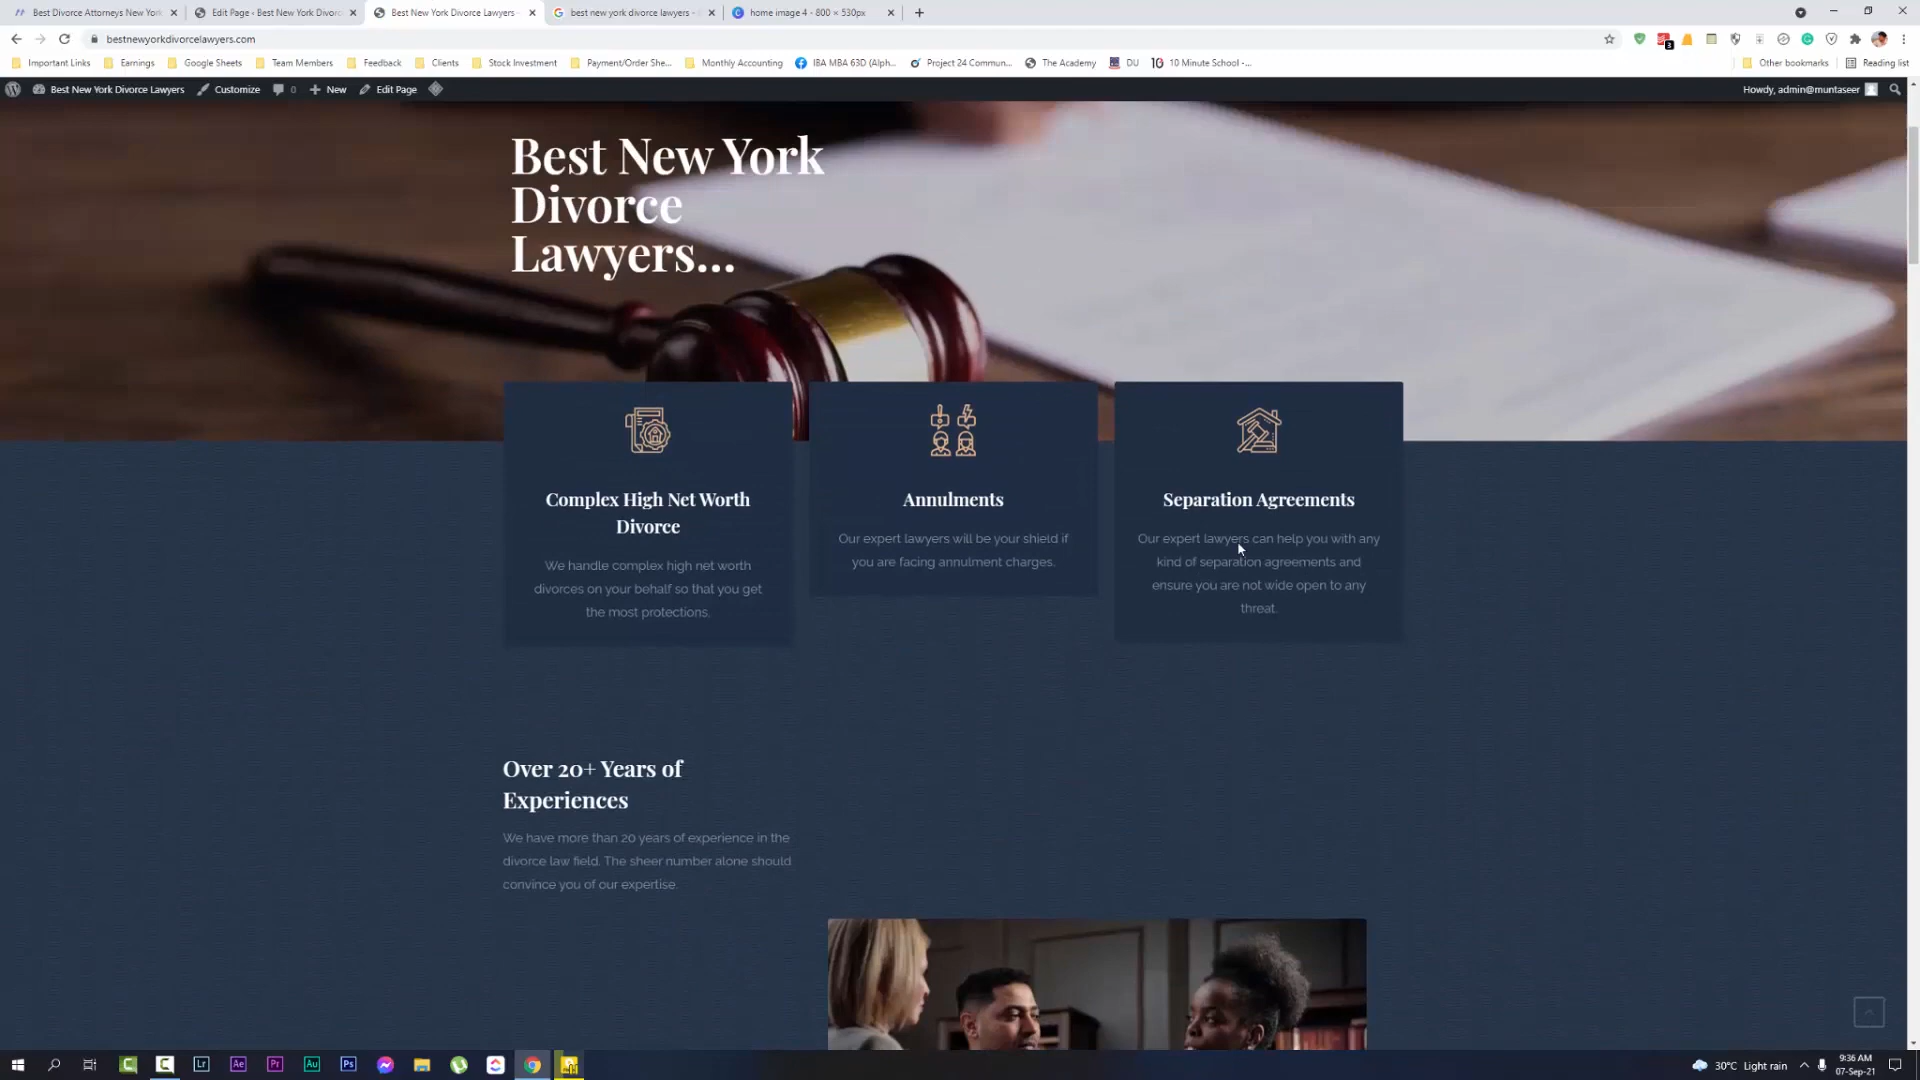 Best Divorce Attorneys New York
Edit Page ‹ Best New York Divorc
Best New York Divorce Lawyers -
best new york divorce lawyers -
home image 4 - 800 × 530px
bestnewyorkdivorcelawyers.com
3
Important Links
Earnings
Google Sheets
Team Members
Feedback
Clients
Stock Investment
Payment/Order She...
Monthly Accounting
IBA MBA 63D (Alph...
Project 24 Commun...
The Academy
DU
10 Minute School -...
Other bookmarks
Reading list
Best New York Divorce Lawyers
Customize
0
New
Edit Page
Howdy, admin@muntaseer
Best New York
Divorce
Lawyers...
Complex High Net Worth
Divorce
We handle complex high net worth
divorces on your behalf so that you get
the most protections.
Annulments
Our expert lawyers will be your shield if
you are facing annulment charges.
Separation Agreements
Our expert lawyers can help you with any
kind of separation agreements and
ensure you are not wide open to any
threat.
Over 20+ Years of
Experiences
We have more than 20 years of experience in the
divorce law field. The sheer number alone should
convince you of our expertise.
Lr
Ae
Pr
Au
Ps
30°C Light rain
9:36 AM
07-Sep-21